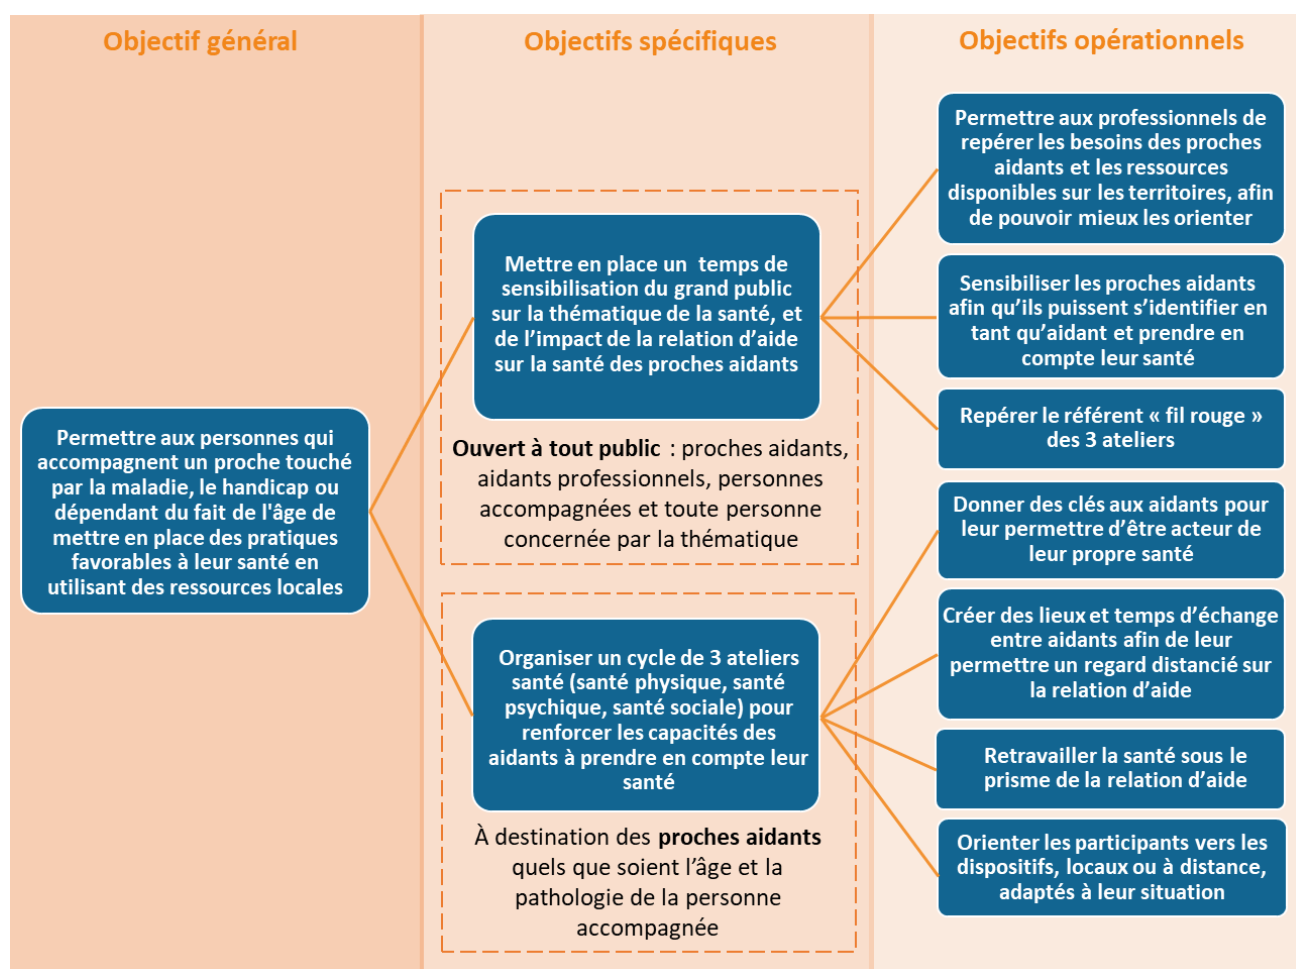 Objectif général
Permettre aux personnes qui
accompagnent un proche touché
par la maladie, le handicap ou
dépendant du fait de l'âge de
mettre en place des pratiques
favorables à leur santé en
utilisant des ressources locales
Objectifs spécifiques
Mettre en place un  temps de
sensibilisation du grand public
sur la thématique de la santé, et
de l’impact de la relation d’aide
sur la santé des proches aidants
Ouvert à tout public : proches aidants,
aidants professionnels, personnes
accompagnées et toute personne
concernée par la thématique
Organiser un cycle de 3 ateliers
santé (santé physique, santé
psychique, santé sociale) pour
renforcer les capacités des
aidants à prendre en compte leur
santé
À destination des proches aidants
quels que soient l’âge et la
pathologie de la personne
accompagnée
Objectifs opérationnels
Permettre aux professionnels de
repérer les besoins des proches
aidants et les ressources
disponibles sur les territoires, afin
de pouvoir mieux les orienter
Sensibiliser les proches aidants
afin qu’ils puissent s’identifier en
tant qu’aidant et prendre en
compte leur santé
Repérer le référent « fil rouge »
des 3 ateliers
Donner des clés aux aidants pour
leur permettre d’être acteur de
leur propre santé
Créer des lieux et temps d’échange
entre aidants afin de leur
permettre un regard distancié sur
la relation d’aide
Retravailler la santé sous le
prisme de la relation d’aide
Orienter les participants vers les
dispositifs, locaux ou à distance,
adaptés à leur situation